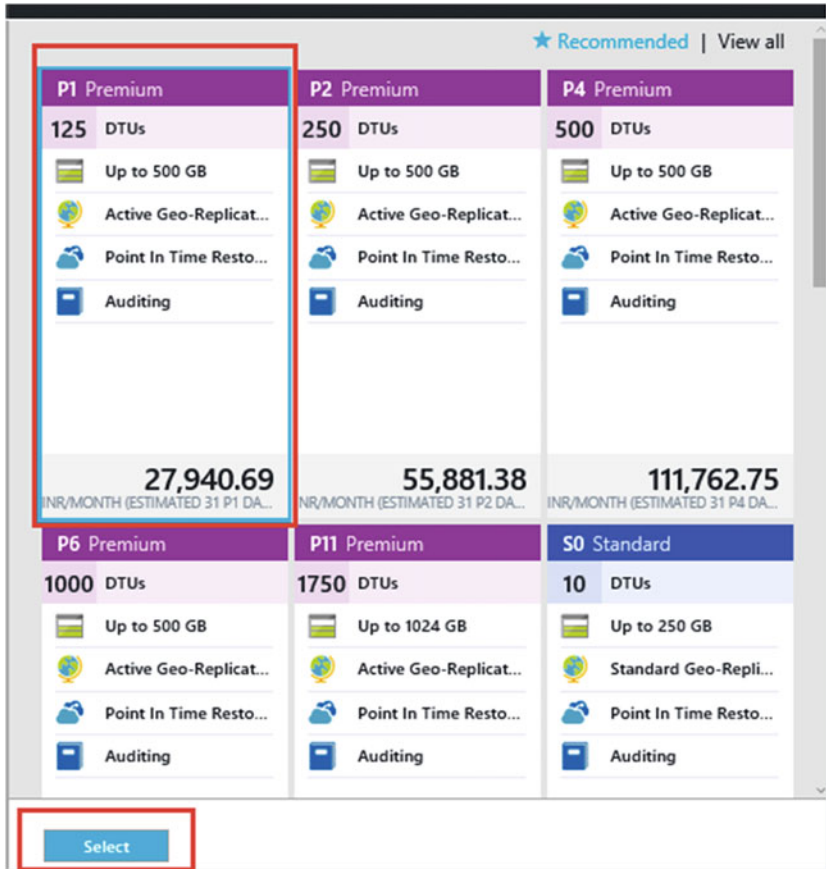 ★ Recommended | View all
P1 Premium
125 DTUs
Up to 500 GB
Active Geo-Replicat...
Point In Time Resto...
Auditing
27,940.69
INR/MONTH (ESTIMATED 31 P1 DA...
P2 Premium
250 DTUs
Up to 500 GB
Active Geo-Replicat...
Point In Time Resto...
Auditing
55,881.38
NR/MONTH (ESTIMATED 31 P2 DA...
P4 Premium
500 DTUs
Up to 500 GB
Active Geo-Replicat...
Point In Time Resto...
Auditing
111,762.75
INR/MONTH (ESTIMATED 31 P4 DA...
P6 Premium
1000 DTUs
Up to 500 GB
Active Geo-Replicat...
Point In Time Resto...
Auditing
P11 Premium
1750 DTUs
Up to 1024 GB
Active Geo-Replicat...
Point In Time Resto...
Auditing
S0 Standard
10 DTUs
Up to 250 GB
Standard Geo-Repli...
Point In Time Resto...
Auditing
Select